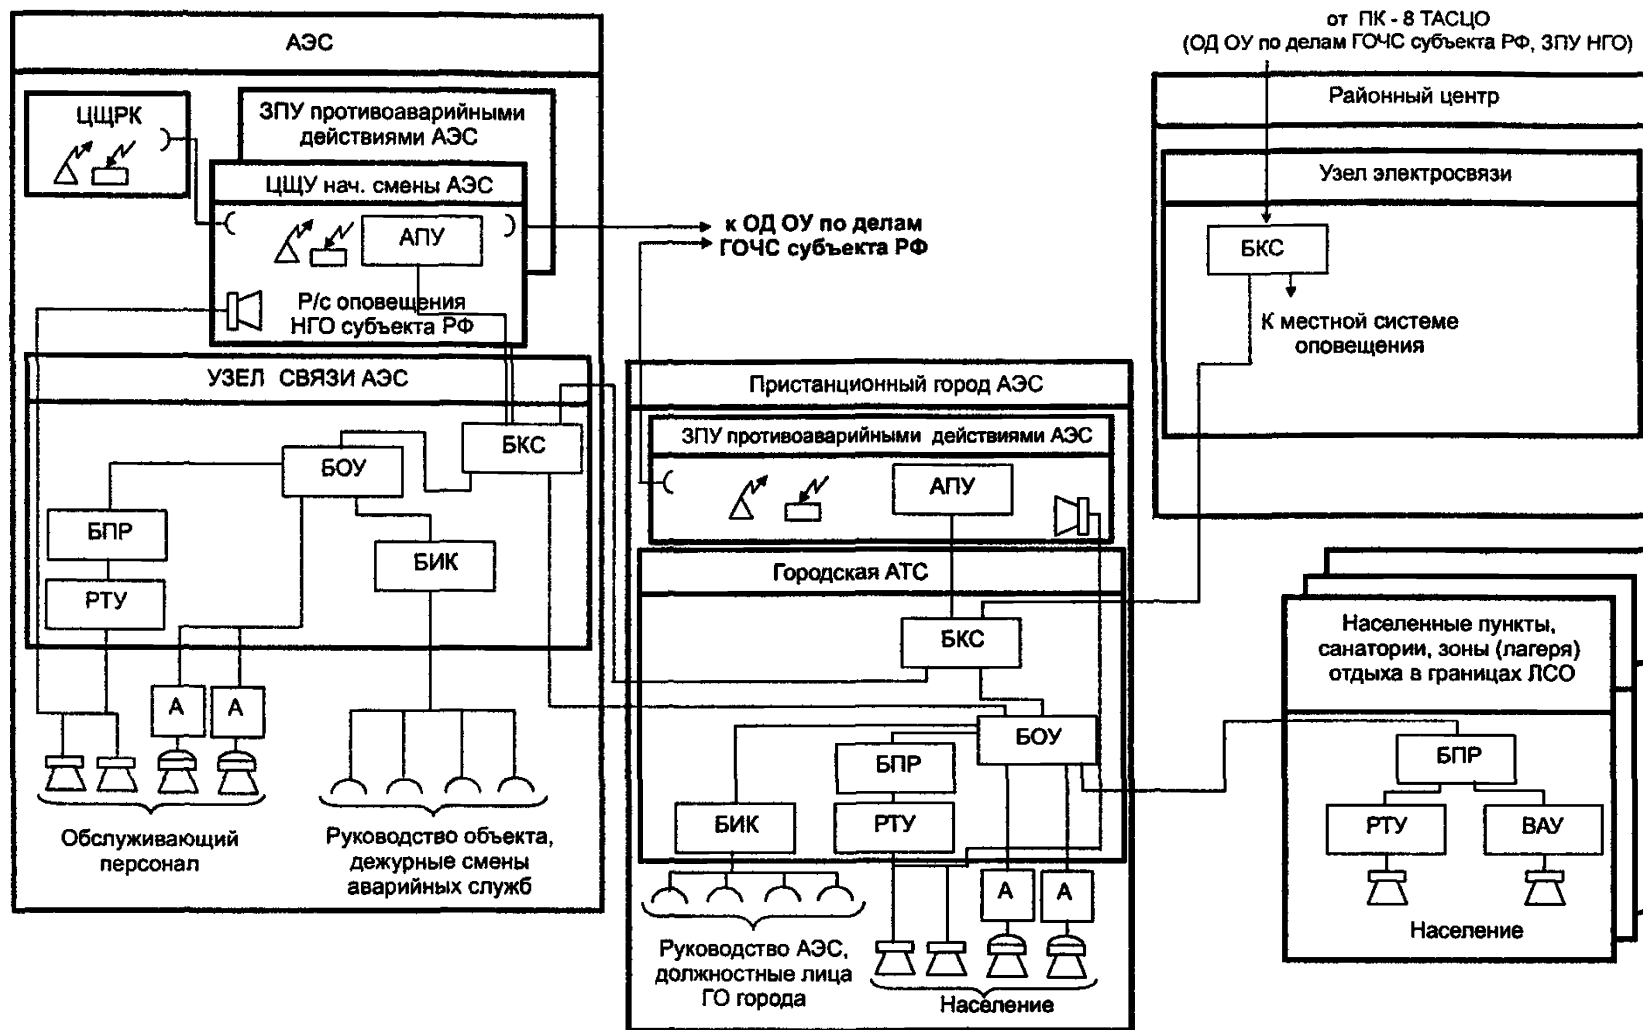 АЭС
ЦЩРК
ЗПУ противоаварийными
действиями АЭС
ЦЩУ нач. смены АЭС
АПУ
Р/с оповещения
НГО субъекта РФ
к ОД ОУ по делам
ГОЧС субъекта РФ
УЗЕЛ СВЯЗИ АЭС
БКС
БОУ
БПР
БИК
РТУ
А
А
Обслуживающий
персонал
Руководство объекта,
дежурные смены
аварийных служб
Пристанционный город АЭС
ЗПУ противоаварийными действиями АЭС
АПУ
Городская АТС
БКС
БОУ
БПР
БИК
РТУ
А
А
Руководство АЭС,
должностные лица
ГО города
Население
от ПК - 8 ТАСЦО
(ОД ОУ по делам ГОЧС субъекта РФ, ЗПУ НГО)
Районный центр
Узел электросвязи
БКС
К местной системе
оповещения
Населенные пункты,
санатории, зоны (лагеря)
отдыха в границах ЛСО
БПР
РТУ
ВАУ
Население